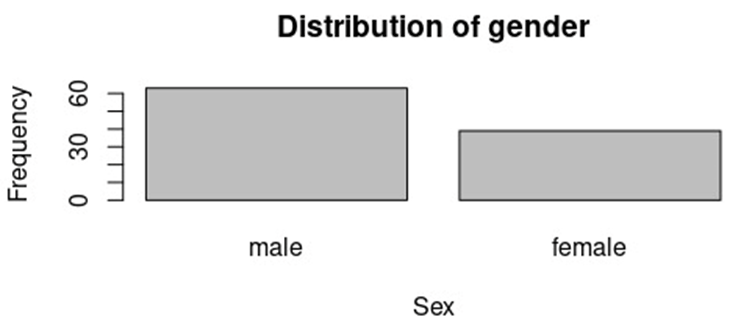 Distribution of gender
Frequency
60
30
0
male
female
Sex